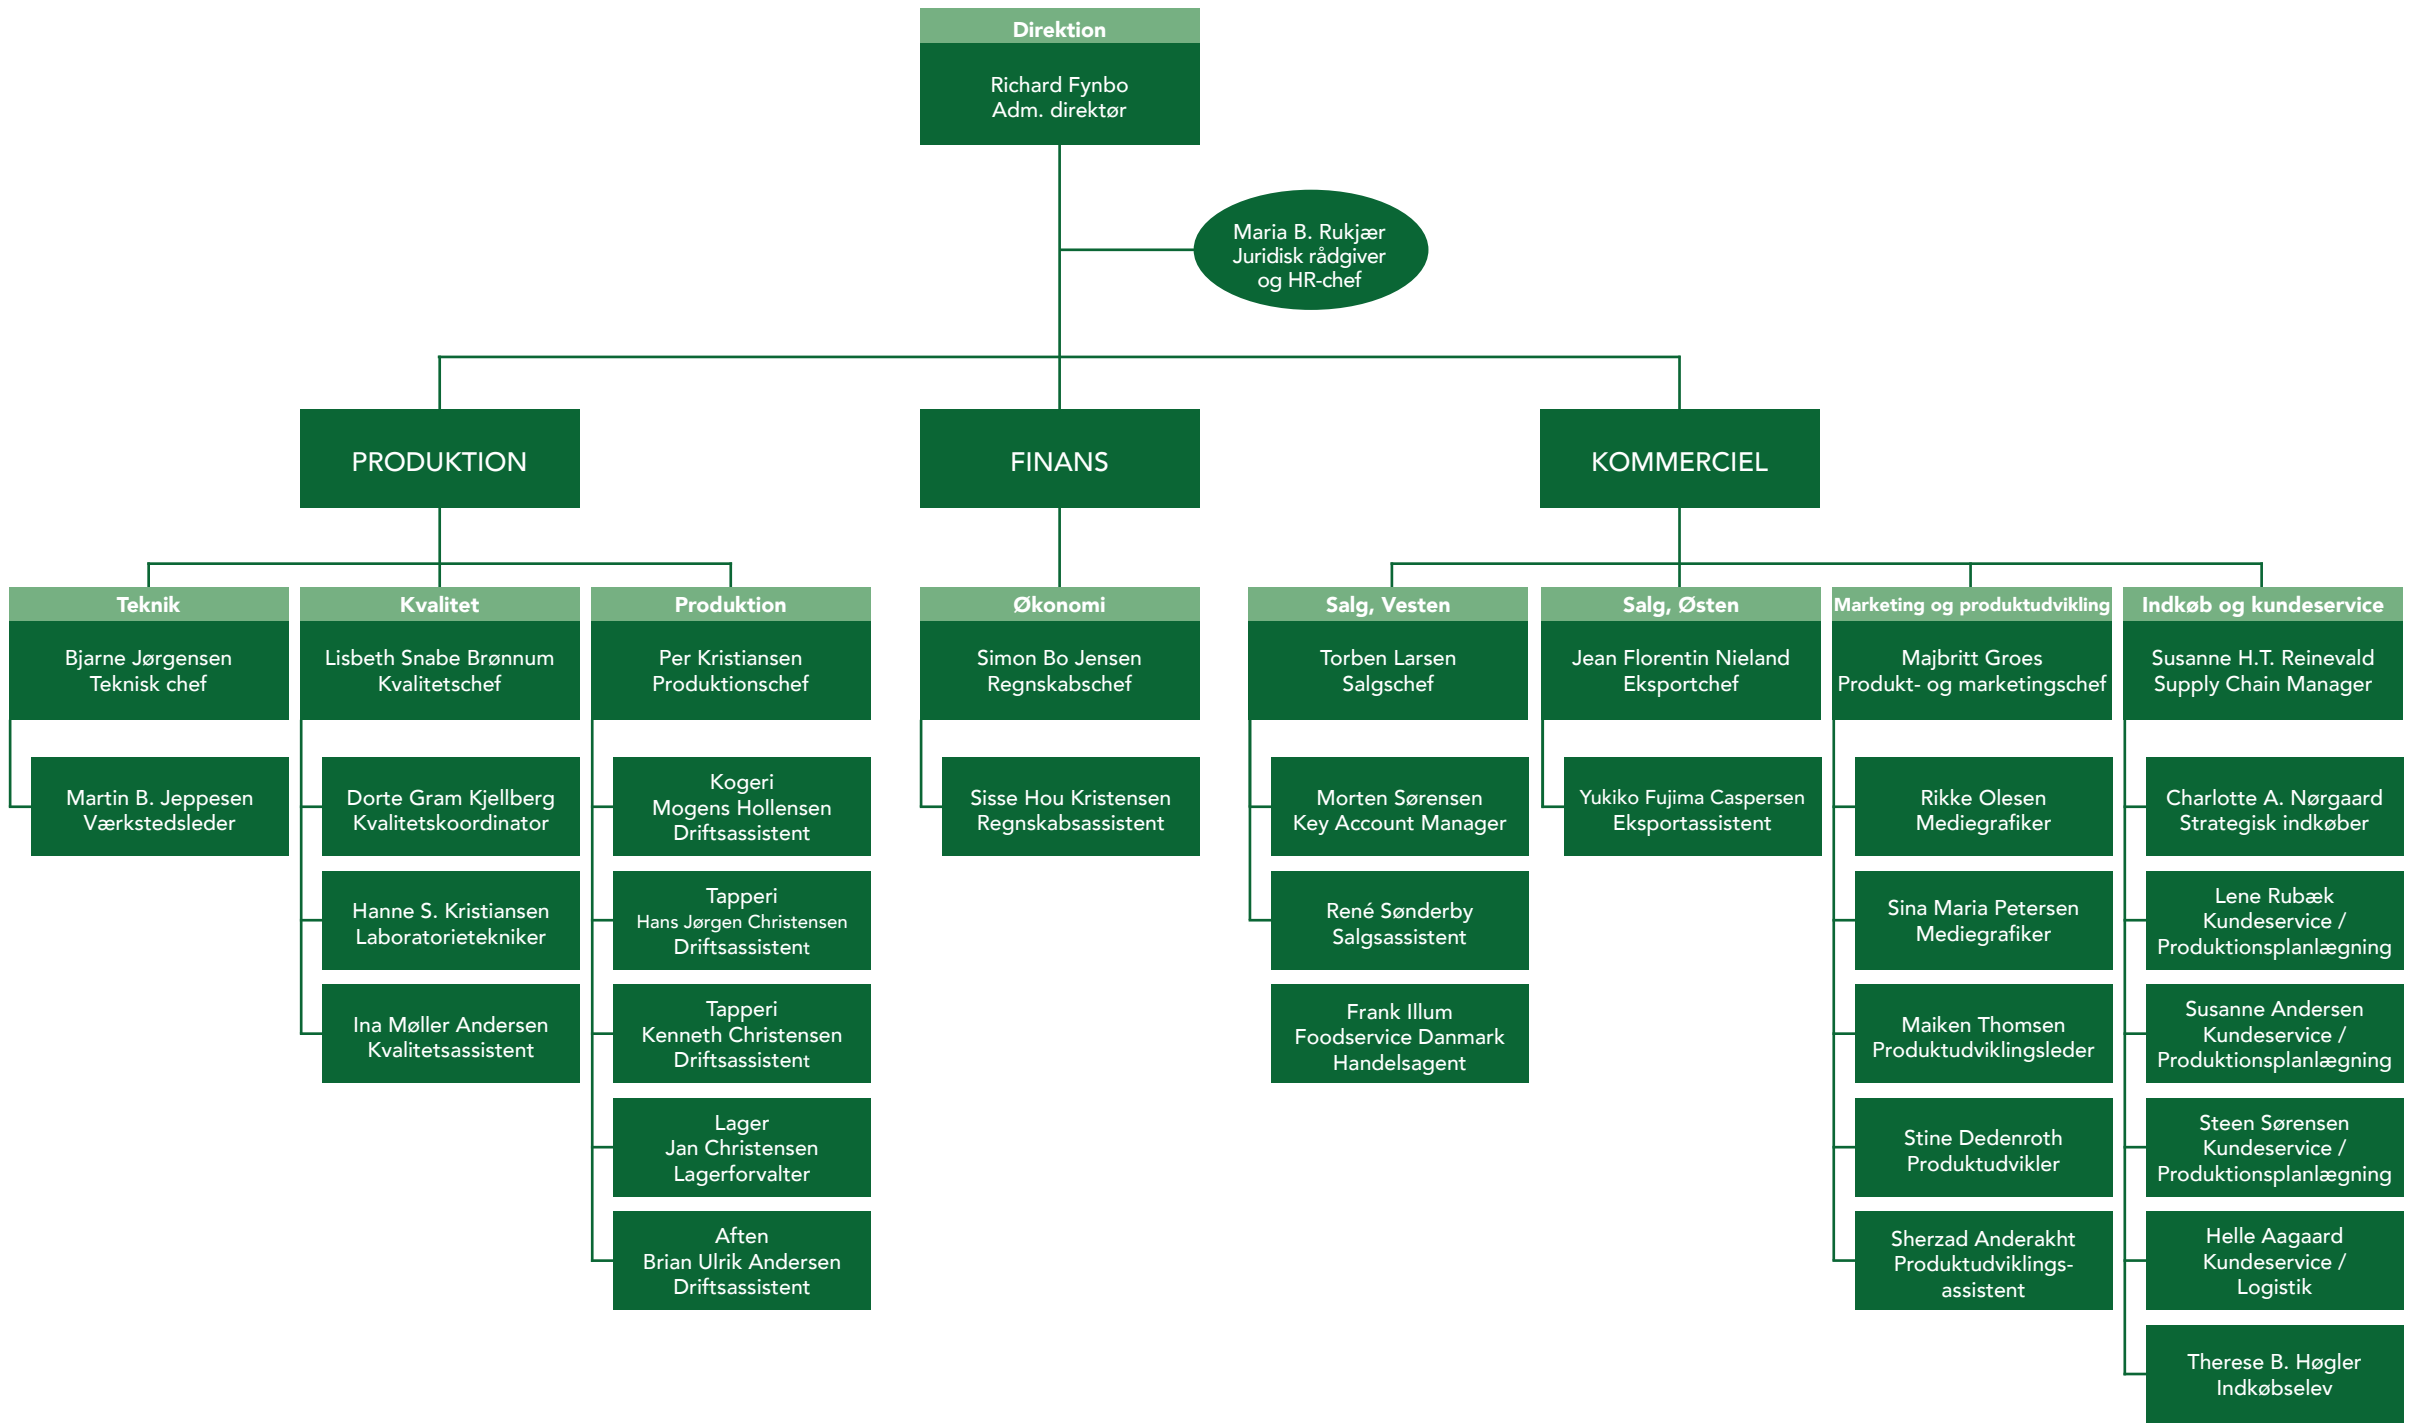 Direktion
Richard Fynbo
Adm. direktør
Maria B. Rukjær
Juridisk rådgiver
og HR-chef
PRODUKTION
FINANS
KOMMERCIEL
Teknik
Bjarne Jørgensen
Teknisk chef
Martin B. Jeppesen
Værkstedsleder
Kvalitet
Lisbeth Snabe Brønnum
Kvalitetschef
Dorte Gram Kjellberg
Kvalitetskoordinator
Hanne S. Kristiansen
Laboratorietekniker
Ina Møller Andersen
Kvalitetsassistent
Produktion
Per Kristiansen
Produktionschef
Kogeri
Mogens Hollensen
Driftsassistent
Tapperi
Hans Jørgen Christensen
Driftsassistent
Tapperi
Kenneth Christensen
Driftsassistent
Lager
Jan Christensen
Lagerforvalter
Aften
Brian Ulrik Andersen
Driftsassistent
Økonomi
Simon Bo Jensen
Regnskabschef
Sisse Hou Kristensen
Regnskabsassistent
Salg, Vesten
Torben Larsen
Salgschef
Morten Sørensen
Key Account Manager
René Sønderby
Salgsassistent
Frank Illum
Foodservice Danmark
Handelsagent
Salg, Østen
Jean Florentin Nieland
Eksportchef
Yukiko Fujima Caspersen
Eksportassistent
Marketing og produktudvikling
Majbritt Groes
Produkt- og marketingschef
Rikke Olesen
Mediegrafiker
Sina Maria Petersen
Mediegrafiker
Maiken Thomsen
Produktudviklingsleder
Stine Dedenroth
Produktudvikler
Sherzad Anderakht
Produktudviklings-
assistent
Indkøb og kundeservice
Susanne H.T. Reinevald
Supply Chain Manager
Charlotte A. Nørgaard
Strategisk indkøber
Lene Rubæk
Kundeservice /
Produktionsplanlægning
Susanne Andersen
Kundeservice /
Produktionsplanlægning
Steen Sørensen
Kundeservice /
Produktionsplanlægning
Helle Aagaard
Kundeservice /
Logistik
Therese B. Høgler
Indkøbselev